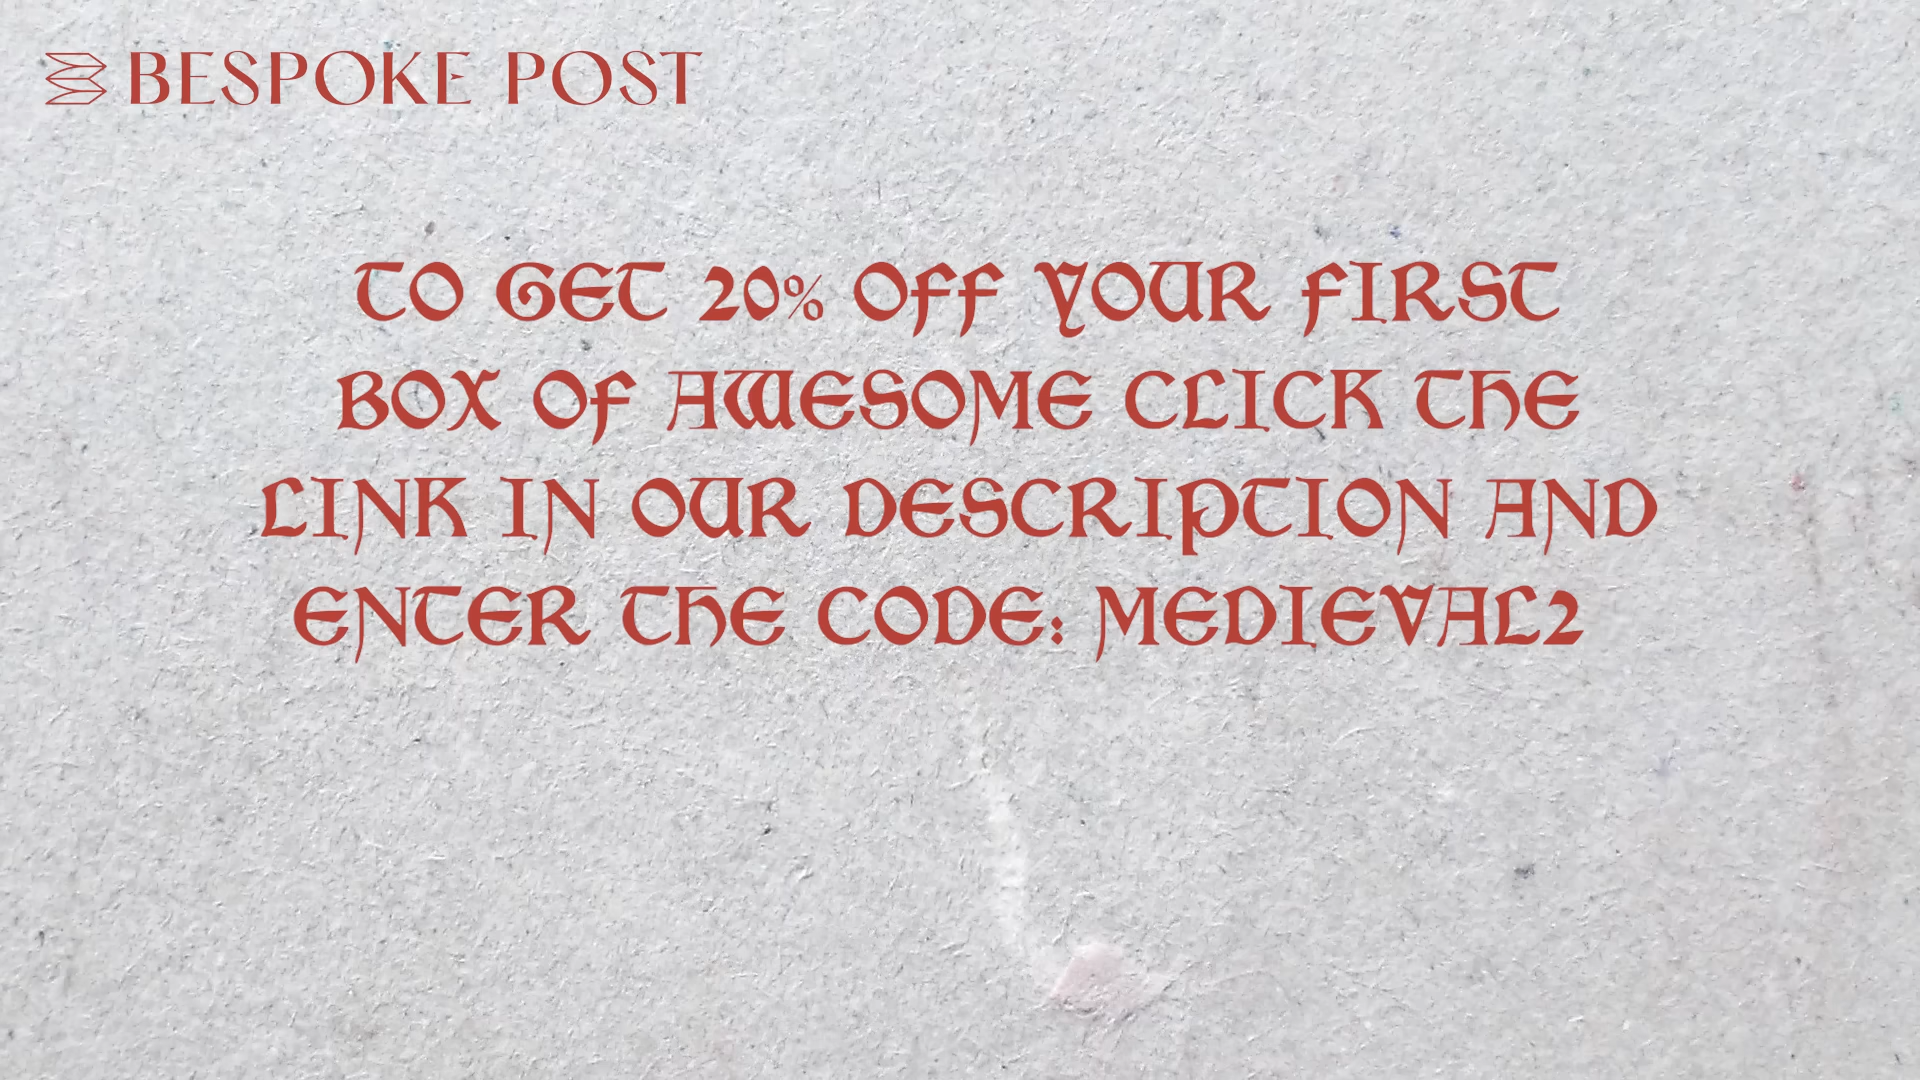 BESPOKE POST
TO GET 20% OFF YOUR FIRST
BOX OF AWESOME CLICK THE
LINK IN OUR DESCRIPTION AND
ENTER THE CODE: MEDIEVAL2